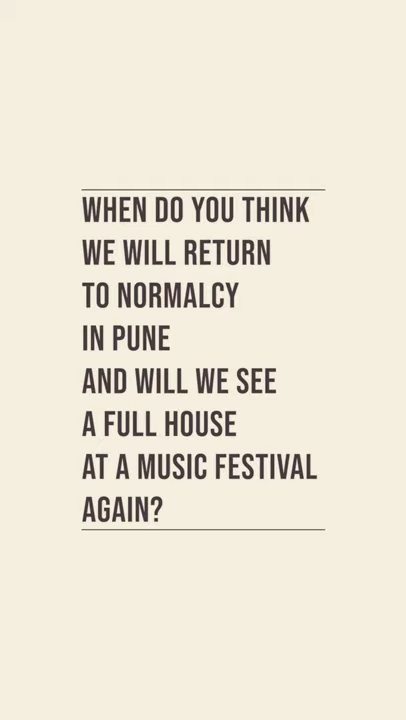 WHEN DO YOU THINK
WE WILL RETURN
TO NORMALCY
IN PUNE
AND WILL WE SEE
A FULL HOUSE
AT A MUSIC FESTIVAL
AGAIN?